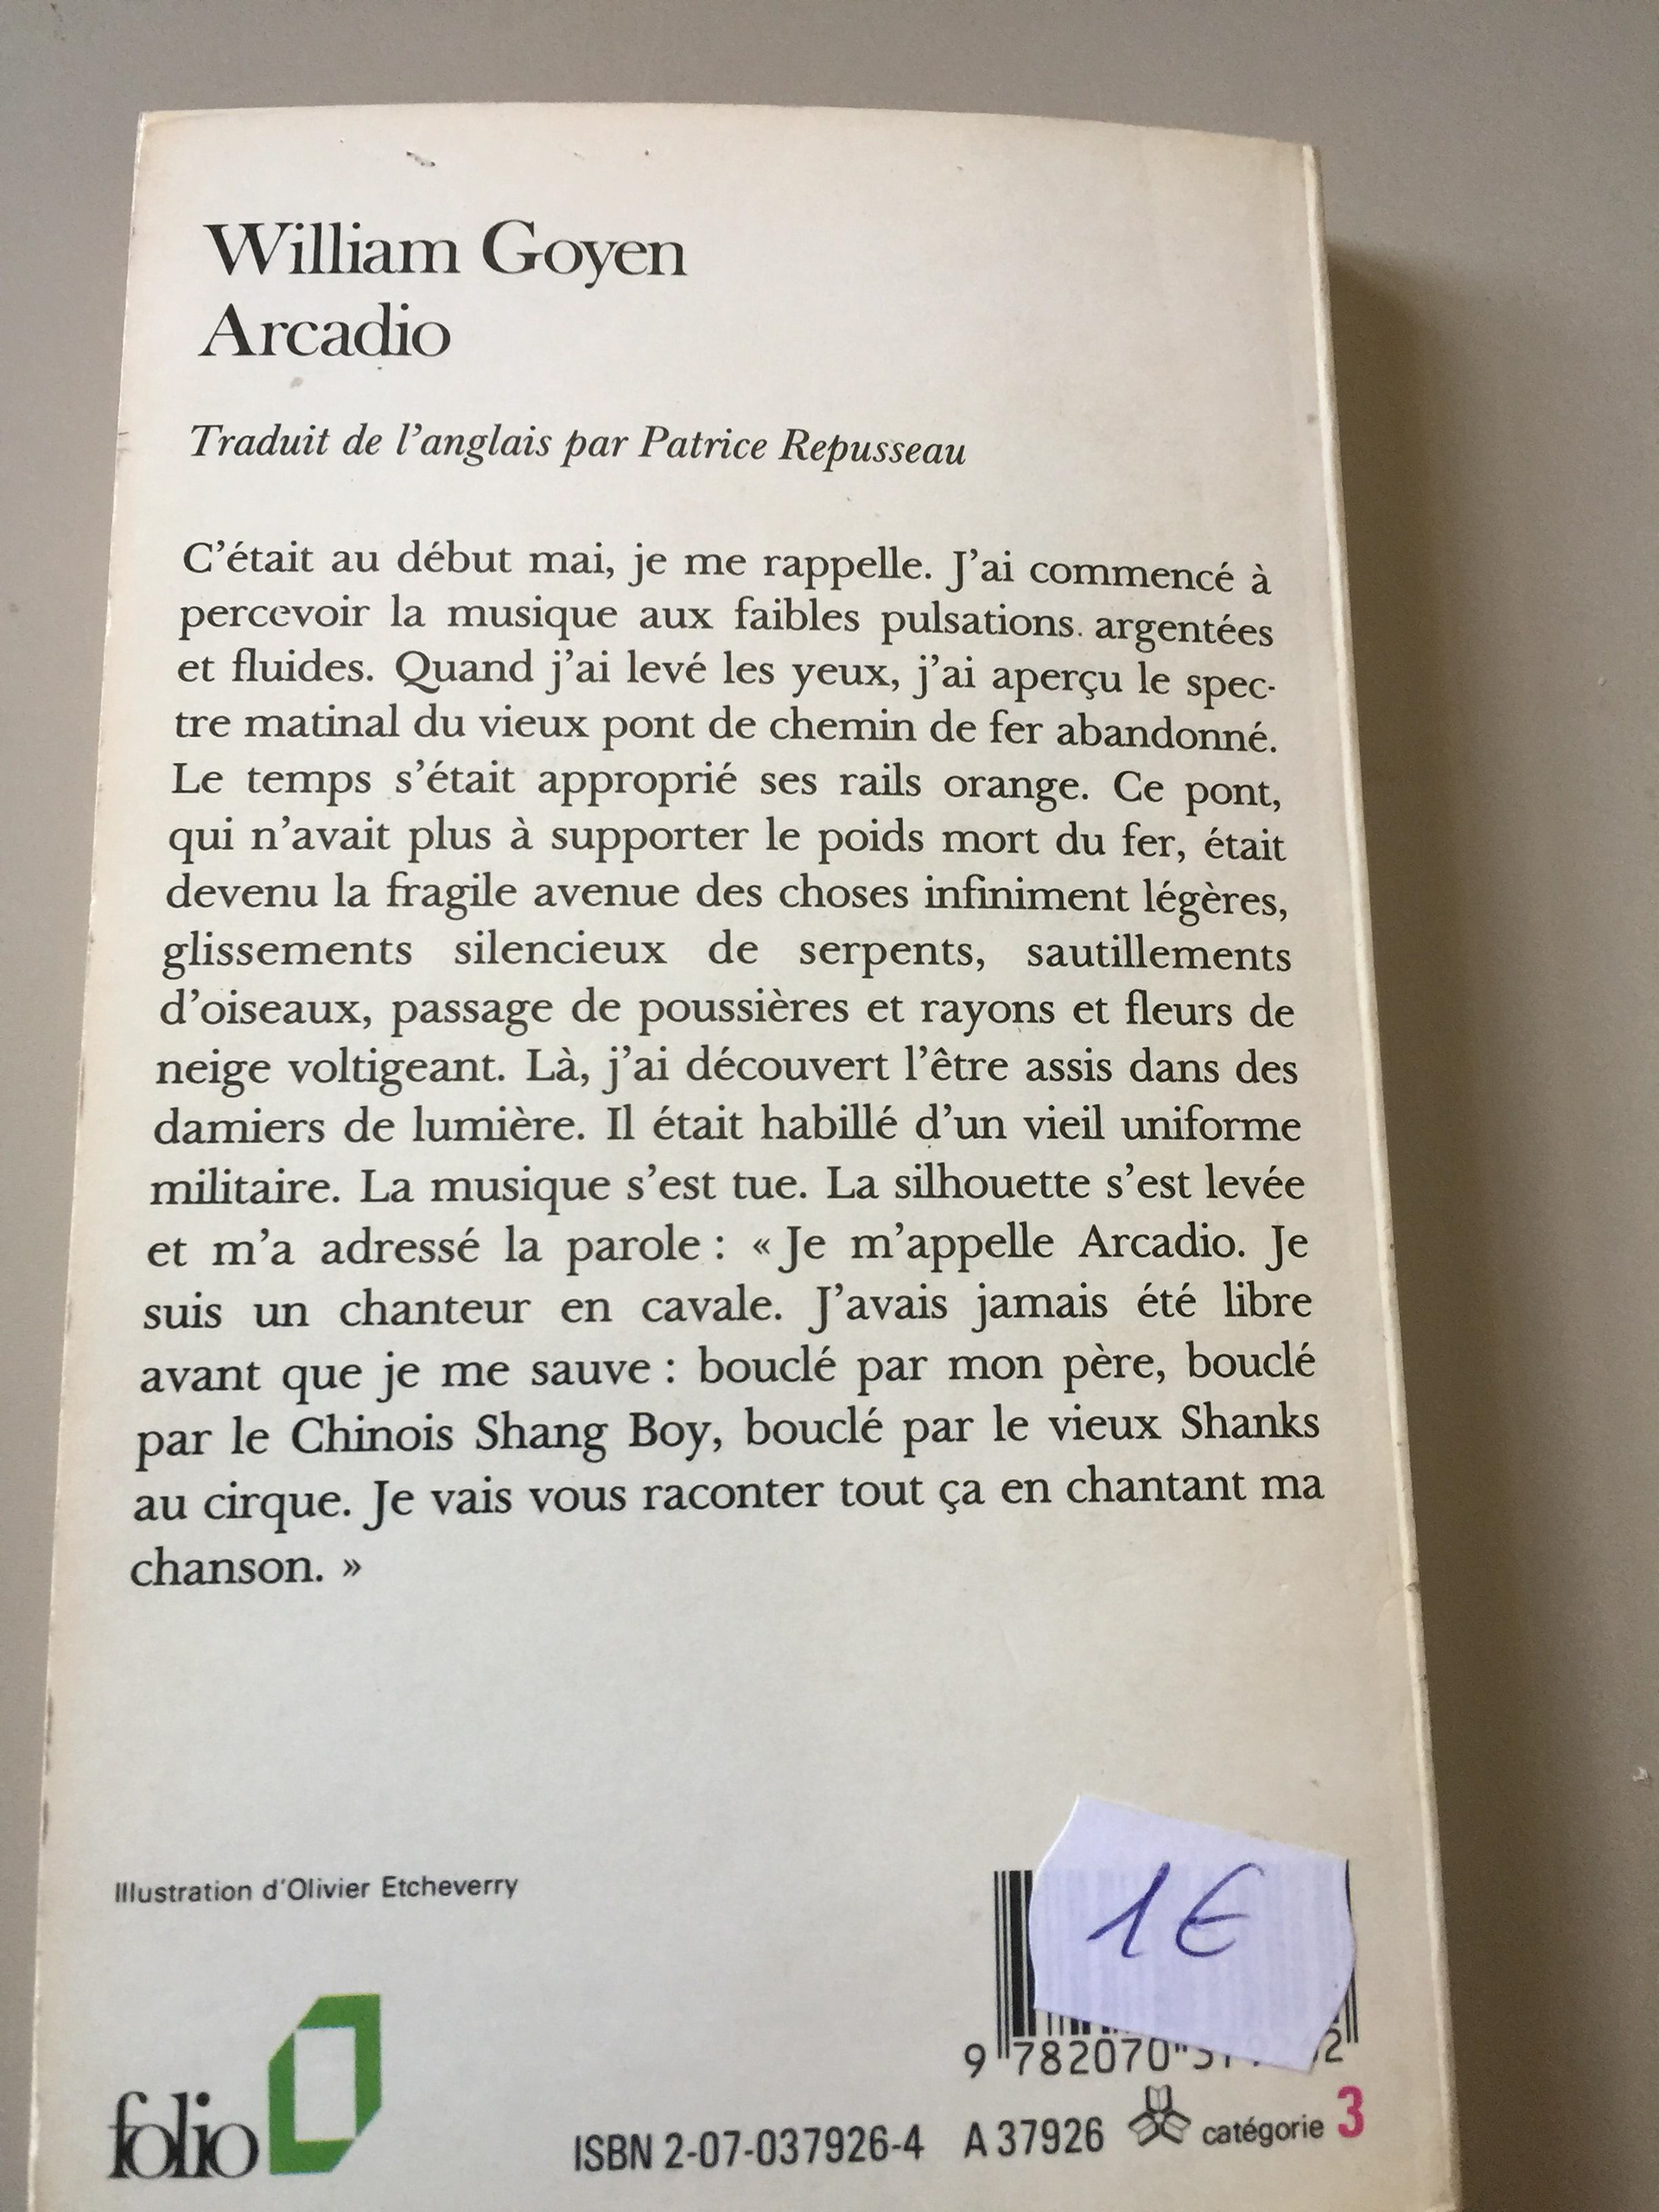 William Goyen
Arcadio
Traduit de l'anglais par Patrice Repusseau
C'était au début mai, je me rappelle. J'ai commencé à
percevoir la musique aux faibles pulsations. argentées
et fluides. Quand j'ai levé les yeux, j'ai aperçu le spec-
tre matinal du vieux pont de chemin de fer abandonné.
Le temps s'était approprié ses rails orange. Ce pont,
qui n'avait plus à supporter le poids mort du fer, était
devenu la fragile avenue des choses infiniment légères,
glissements silencieux de serpents, sautillements
d'oiseaux, passage de poussières et rayons et fleurs de
neige voltigeant. Là, j'ai découvert l'être assis dans des
damiers de lumière. Il était habillé d'un vieil uniforme
militaire. La musique s'est tue. La silhouette s'est levée
et m'a adressé la parole : « Je m'appelle Arcadio. Je
suis un chanteur en cavale. J'avais jamais été libre
avant que je me sauve : bouclé par mon père, bouclé
par le Chinois Shang Boy, bouclé par le vieux Shanks
au cirque. Je vais vous raconter tout ça en chantant ma
chanson. »
Illustration d'Olivier Etcheverry
1€
9 782070
folio
ISBN 2-07-037926-4 A 37926 catégorie 3